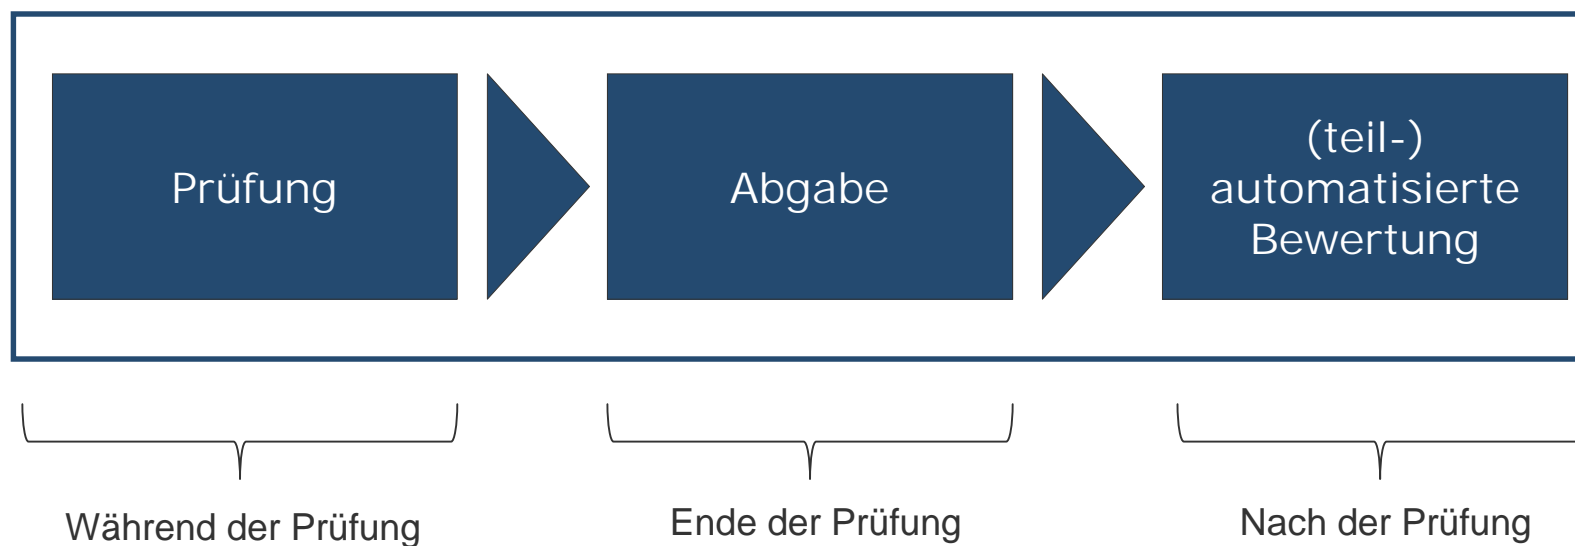 Prüfung
Abgabe
(teil-)
automatisierte
Bewertung
Während der Prüfung
Ende der Prüfung
Nach der Prüfung